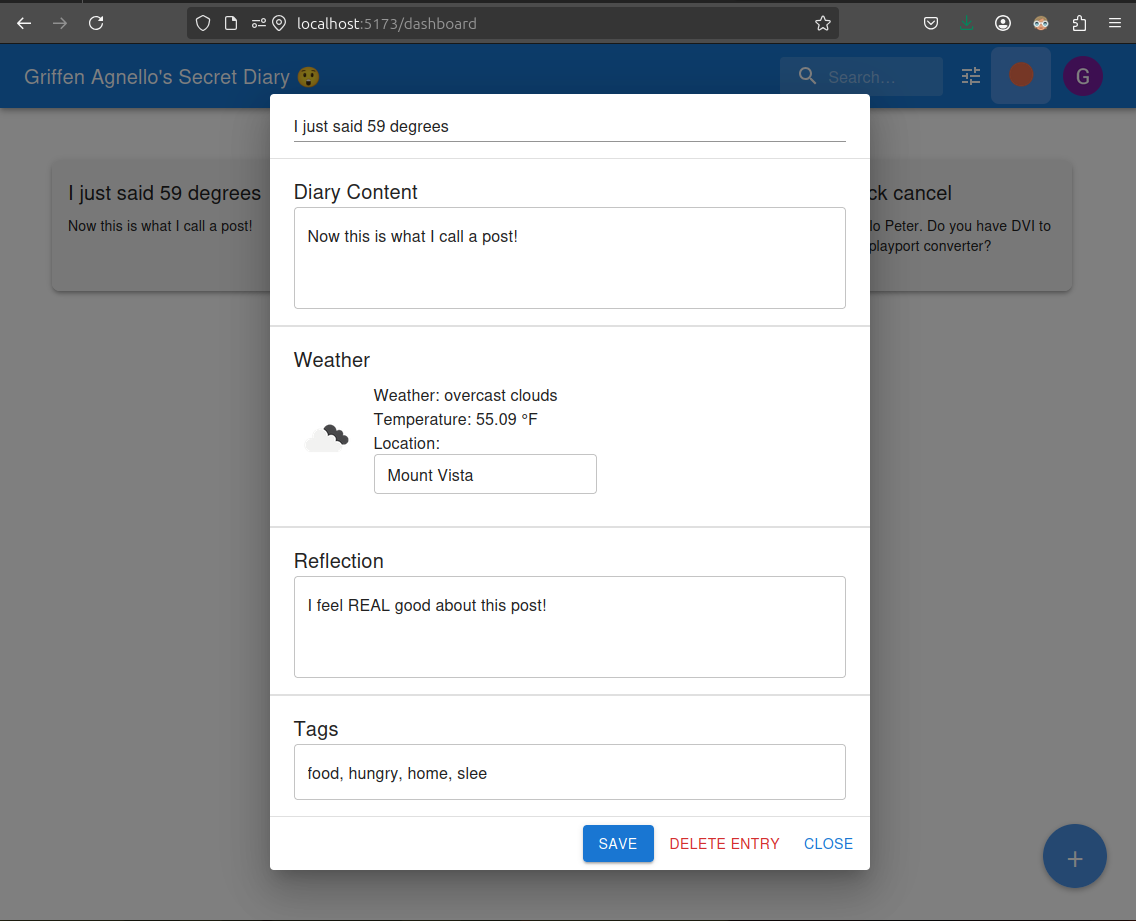 localhost:5173/dashboard
Griffen Agnello's Secret Diary 😲
Search…
G
I just said 59 degrees
Now this is what I call a post!
ck cancel
lo Peter. Do you have DVI to
playport converter?
I just said 59 degrees
Diary Content
Now this is what I call a post!
Weather
Weather: overcast clouds
Temperature: 55.09 °F
Location:
Mount Vista
Reflection
I feel REAL good about this post!
Tags
food, hungry, home, slee
SAVE DELETE ENTRY CLOSE
+